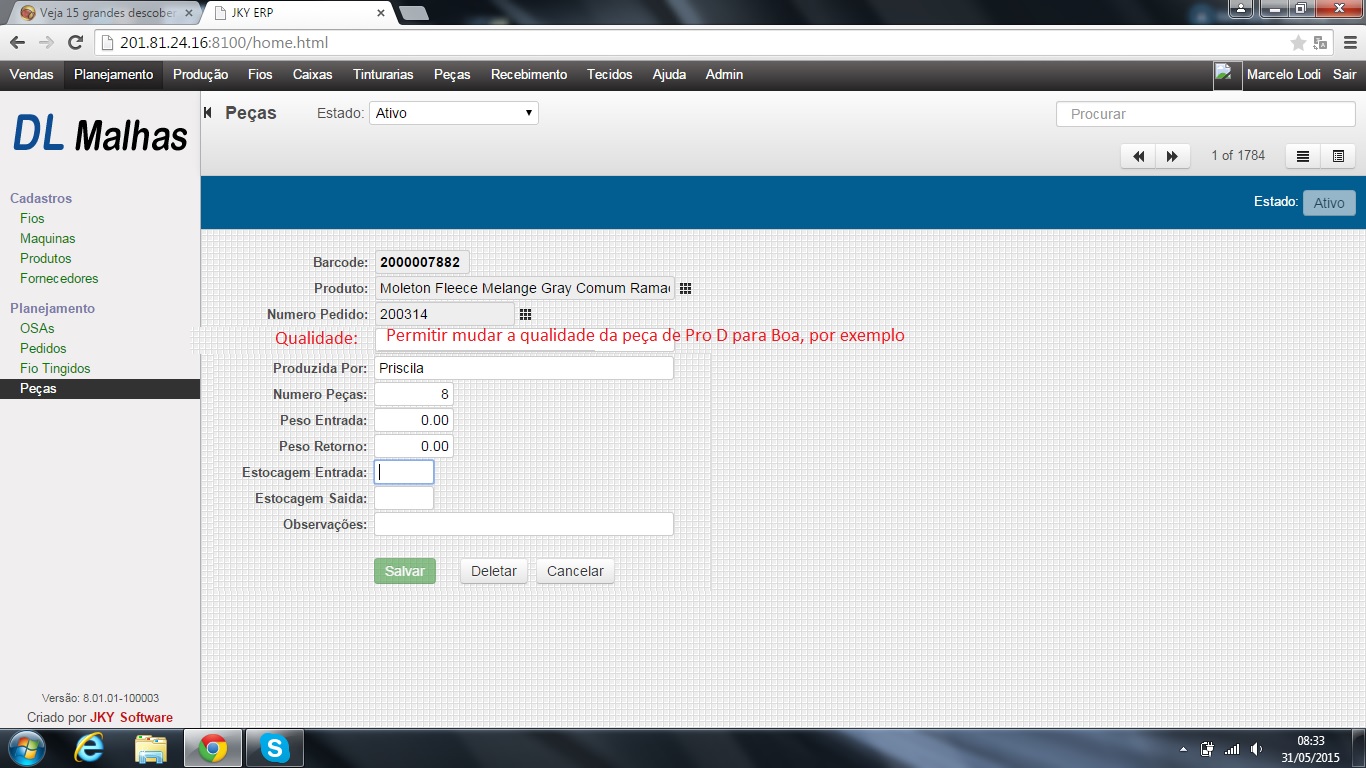 Veja 15 grandes descober
JKY ERP
201.81.24.16:8100/home.html
Vendas Planejamento Produção Fios Caixas Tinturarias Peças Recebimento Tecidos Ajuda Admin Marcelo Lodi Sair
DL Malhas
Peças Estado: Ativo Procurar
1 of 1784
Estado: Ativo
Cadastros
Fios
Maquinas
Produtos
Fornecedores
Planejamento
OSAs
Pedidos
Fio Tingidos
Peças
Barcode: 2000007882
Produto: Moleton Fleece Melange Gray Comum Ramad
Numero Pedido: 200314
Qualidade: Permitir mudar a qualidade da peça de Pro D para Boa, por exemplo
Produzida Por: Priscila
Numero Peças: 8
Peso Entrada: 0.00
Peso Retorno: 0.00
Estocagem Entrada:
Estocagem Saida:
Observações:
Salvar Deletar Cancelar
Versão: 8.01.01-100003
Criado por JKY Software
08:33
31/05/2015